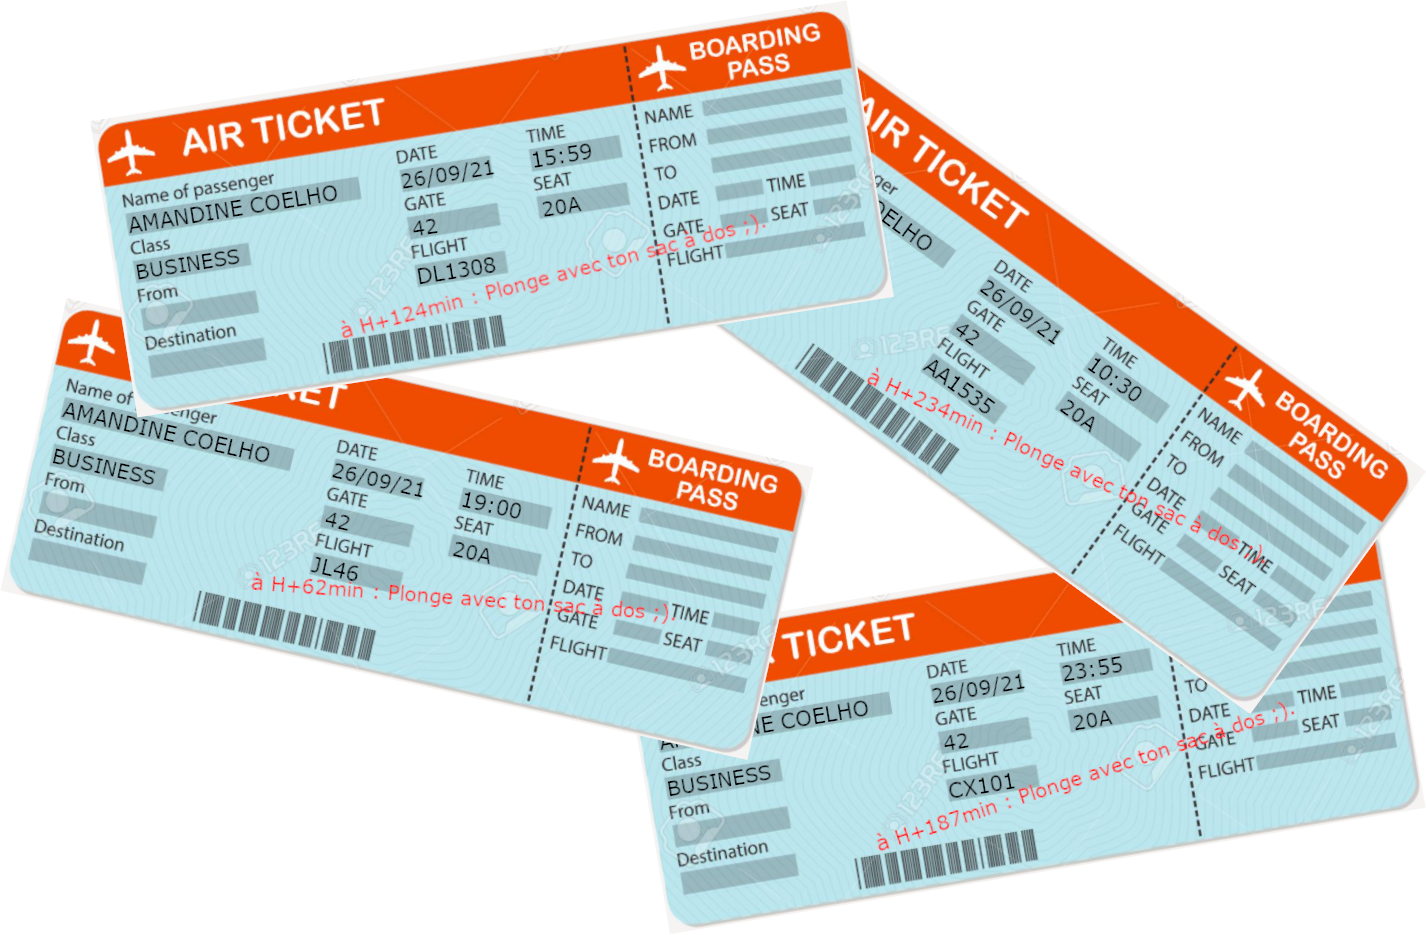 AIR TICKET
BOARDING
PASS
Name of passenger
AMANDINE COELHO
Class
BUSINESS
From
Destination
DATE
26/09/21
GATE
42
FLIGHT
DL1308
TIME
15:59
SEAT
20A
à H+124min : Plonge avec ton sac à dos ;).
NAME
FROM
TO
DATE
TIME
GATE
SEAT
FLIGHT
AIR TICKET
DATE
26/09/21
GATE
42
FLIGHT
AA1535
TIME
10:30
SEAT
20A
à H+234min : Plonge avec ton sac à dos ;).
BOARDING
PASS
NAME
FROM
TO
DATE
GATE
TIME
FLIGHT
SEAT
AMANDINE COELHO
Class
BUSINESS
From
Destination
DATE
26/09/21
GATE
42
FLIGHT
JL46
TIME
19:00
SEAT
20A
à H+62min : Plonge avec ton sac à dos ;).
BOARDING
PASS
NAME
FROM
TO
DATE
TIME
GATE
SEAT
FLIGHT
TICKET
COELHO
Class
BUSINESS
From
Destination
DATE
26/09/21
GATE
42
FLIGHT
CX101
TIME
23:55
SEAT
20A
à H+187min : Plonge avec ton sac à dos ;).
TO
DATE
TIME
GATE
SEAT
FLIGHT